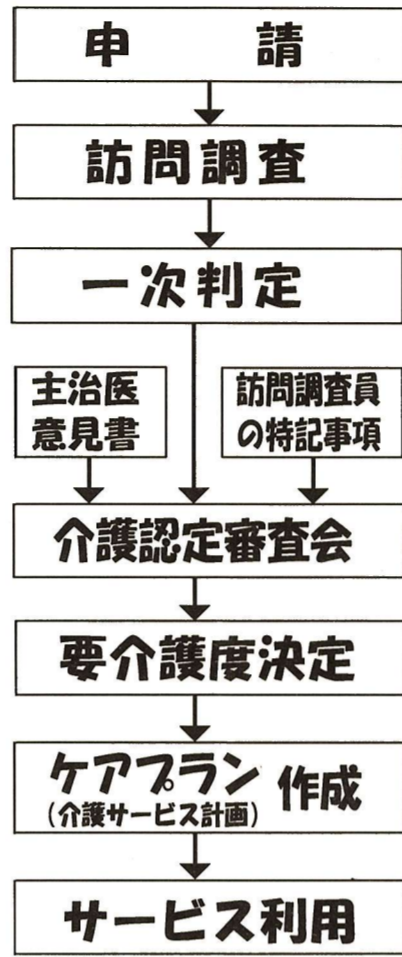 申請
訪問調査
一次判定
主治医
意見書
訪問調査員
の特記事項
介護認定審査会
要介護度決定
ケアプラン作成
(介護サービス計画)
サービス利用